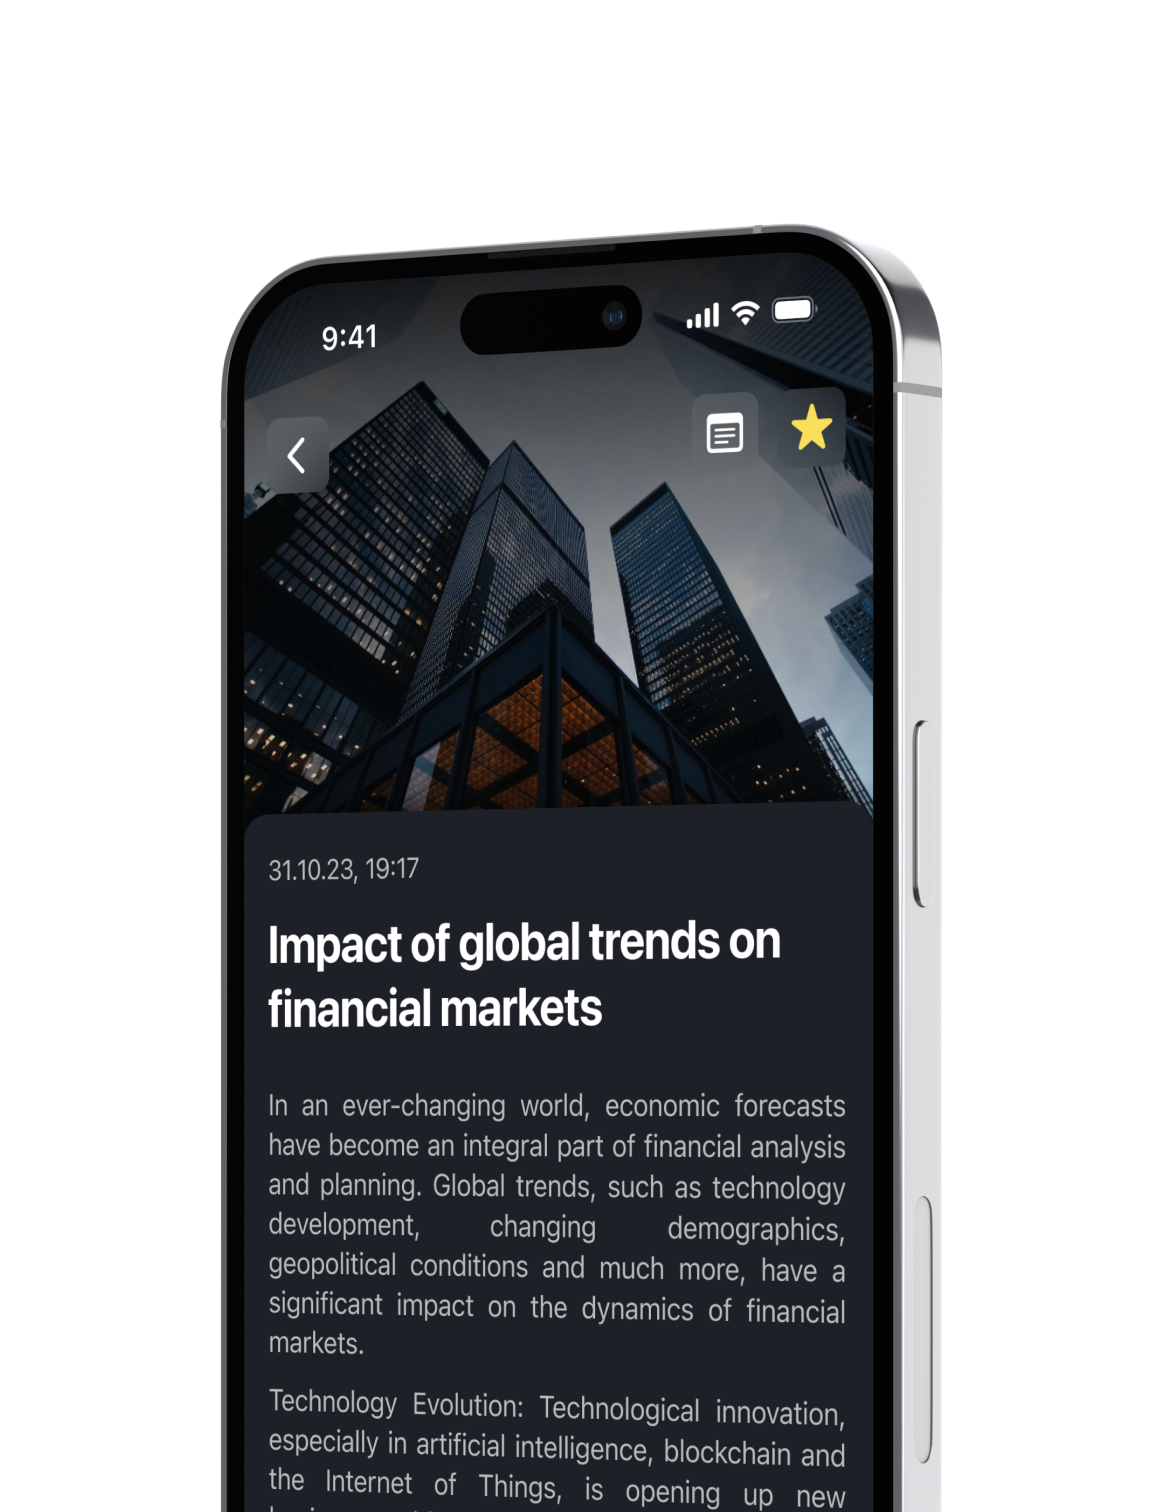 9:41
31.10.23, 19:17
Impact of global trends on
financial markets
In an ever-changing world, economic forecasts
have become an integral part of financial analysis
and planning. Global trends, such as technology
development, changing demographics,
geopolitical conditions and much more, have a
significant impact on the dynamics of financial
markets.
Technology Evolution: Technological innovation,
especially in artificial intelligence, blockchain and
the Internet of Things, is opening up new